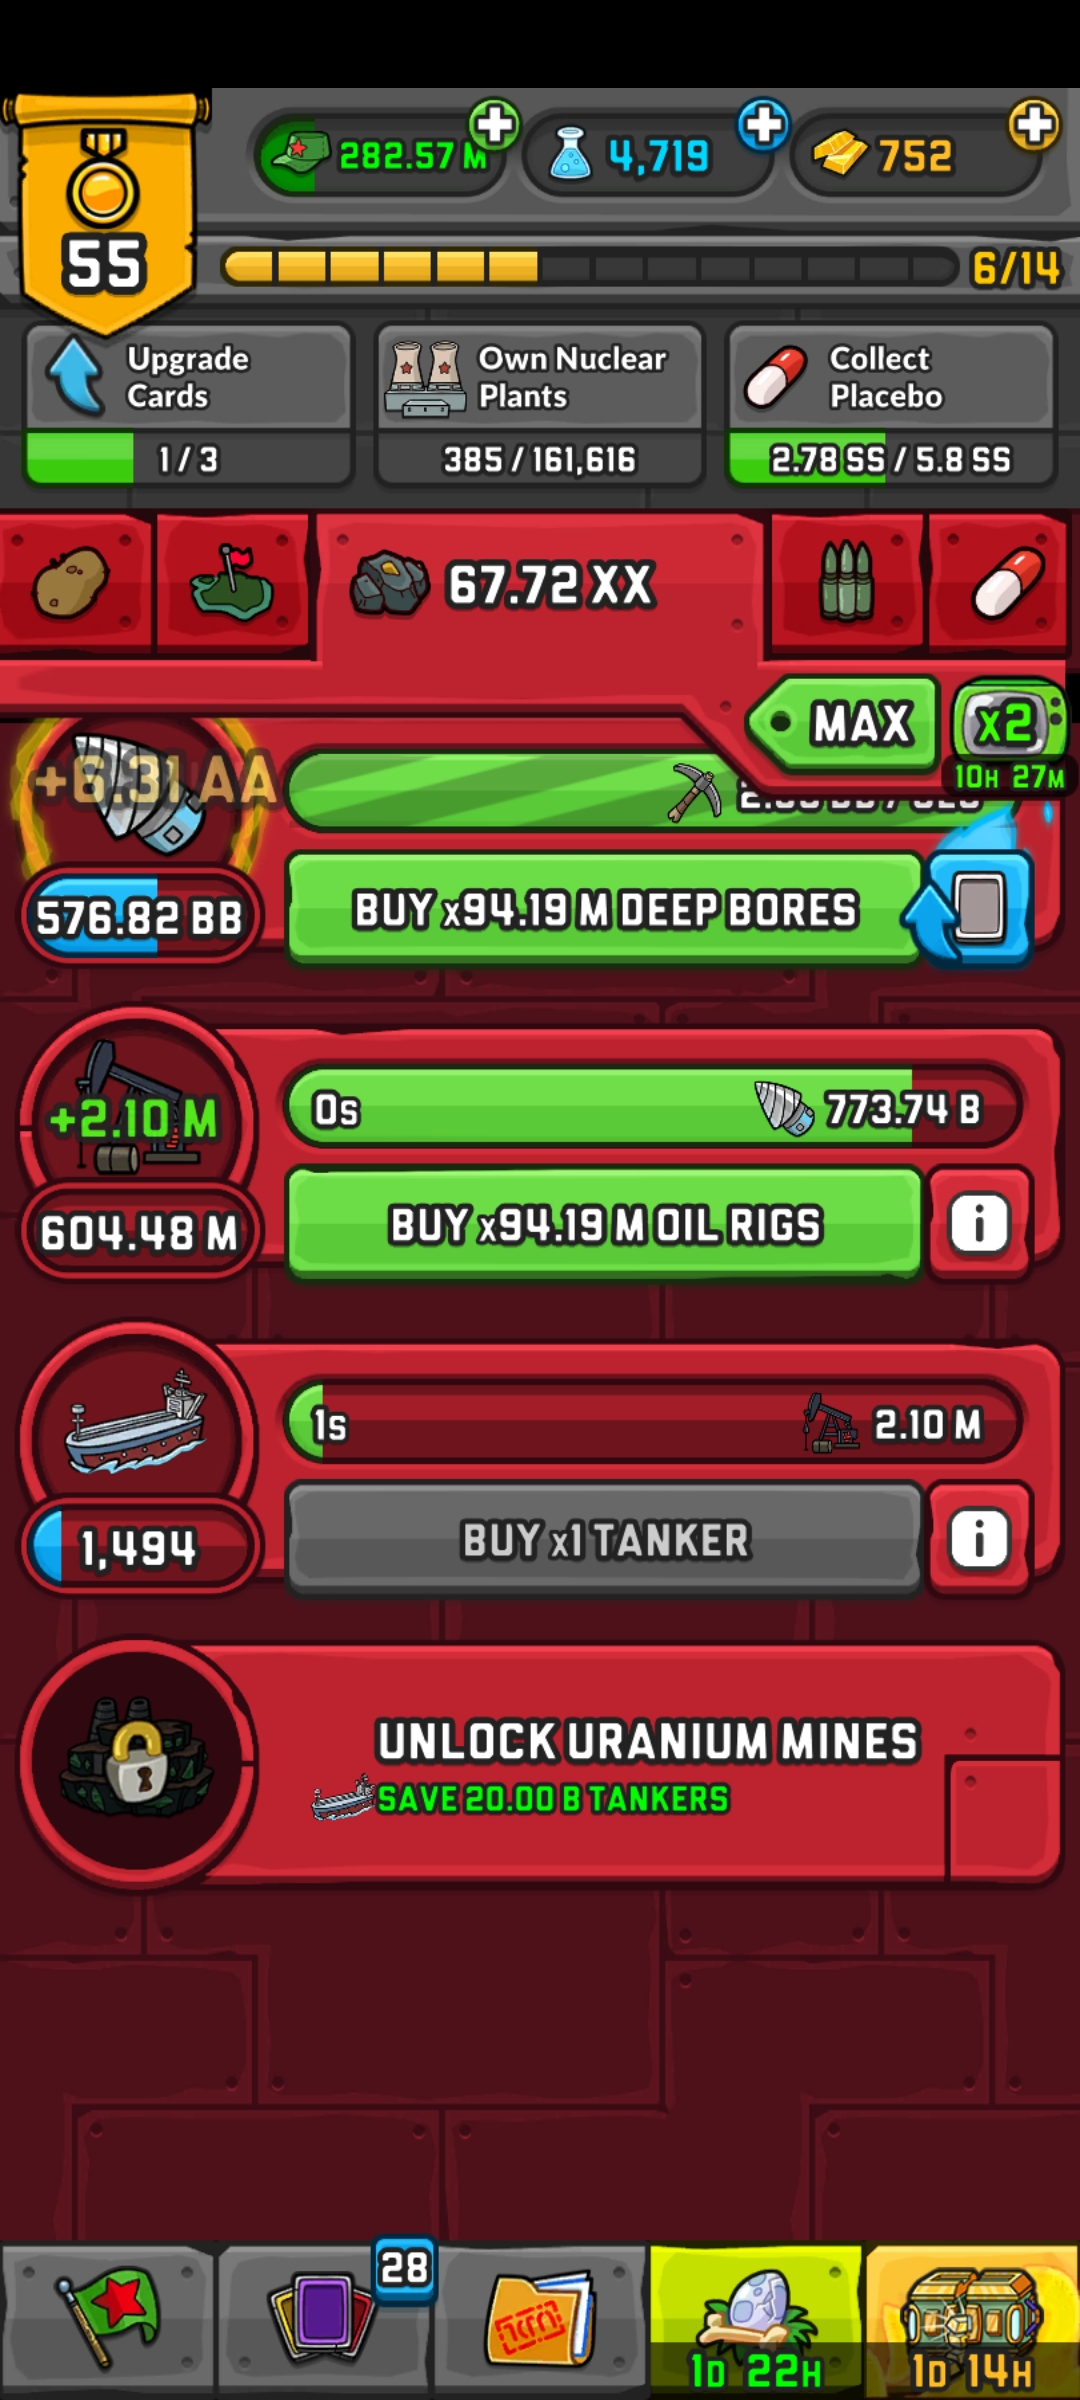 55
282.57 M
4,719
752
6/14
Upgrade
Cards
1 / 3
Own Nuclear
Plants
385 / 161,616
Collect
Placebo
2.78 SS / 5.8 SS
67.72 XX
MAX
x2
10H 27M
+6.31 AA
576.82 BB
BUY x94.19 M DEEP BORES
+2.10 M
0s
773.74 B
604.48 M
BUY x94.19 M OIL RIGS
i
1s
2.10 M
1,494
BUY x1 TANKER
i
UNLOCK URANIUM MINES
SAVE 20.00 B TANKERS
28
1D 22H
1D 14H